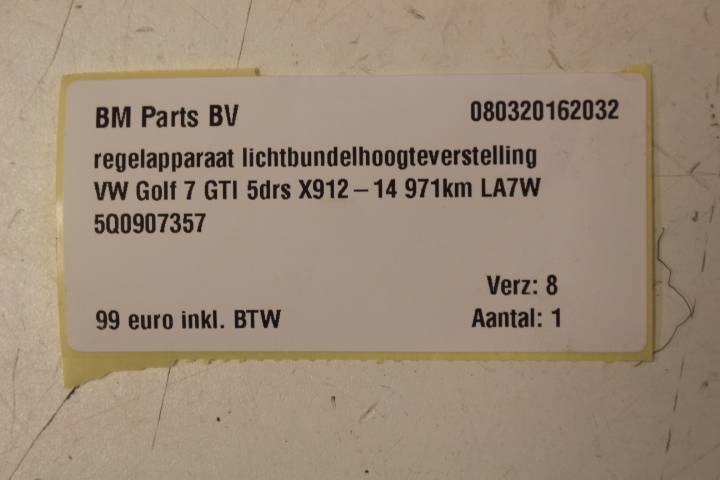 BM Parts BV 080320162032
regelapparaat lichtbundelhoogteverstelling
VW Golf 7 GTI 5drs X912 – 14 971km LA7W
5Q0907357
Verz: 8
99 euro inkl. BTW Aantal: 1